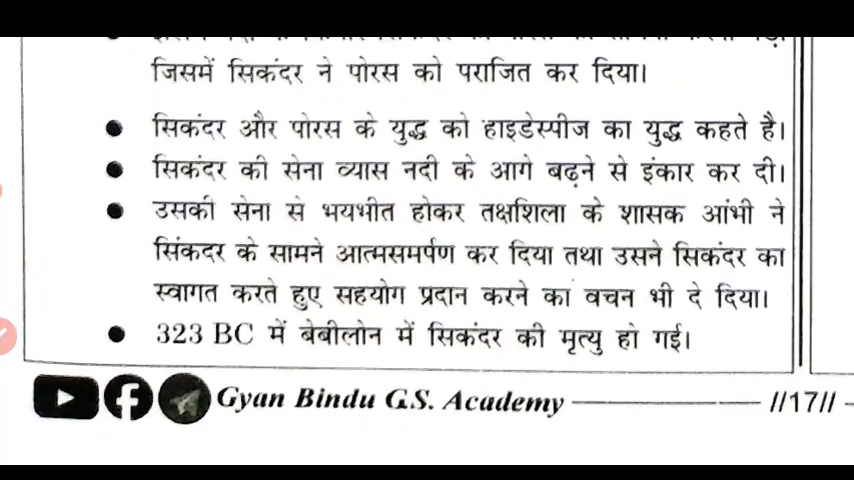 जिसमें सिकंदर ने पोरस को पराजित कर दिया।
● सिकंदर और पोरस के युद्ध को हाइडेस्पीज का युद्ध कहते है।
● सिकंदर की सेना व्यास नदी के आगे बढ़ने से इंकार कर दी।
● उसकी सेना से भयभीत होकर तक्षशिला के शासक आंभी ने
सिंकदर के सामने आत्मसमर्पण कर दिया तथा उसने सिकंदर का
स्वागत करते हुए सहयोग प्रदान करने का वचन भी दे दिया।
● 323 BC में बेबीलोन में सिकंदर की मृत्यु हो गई।
Gyan Bindu G.S. Academy //17//